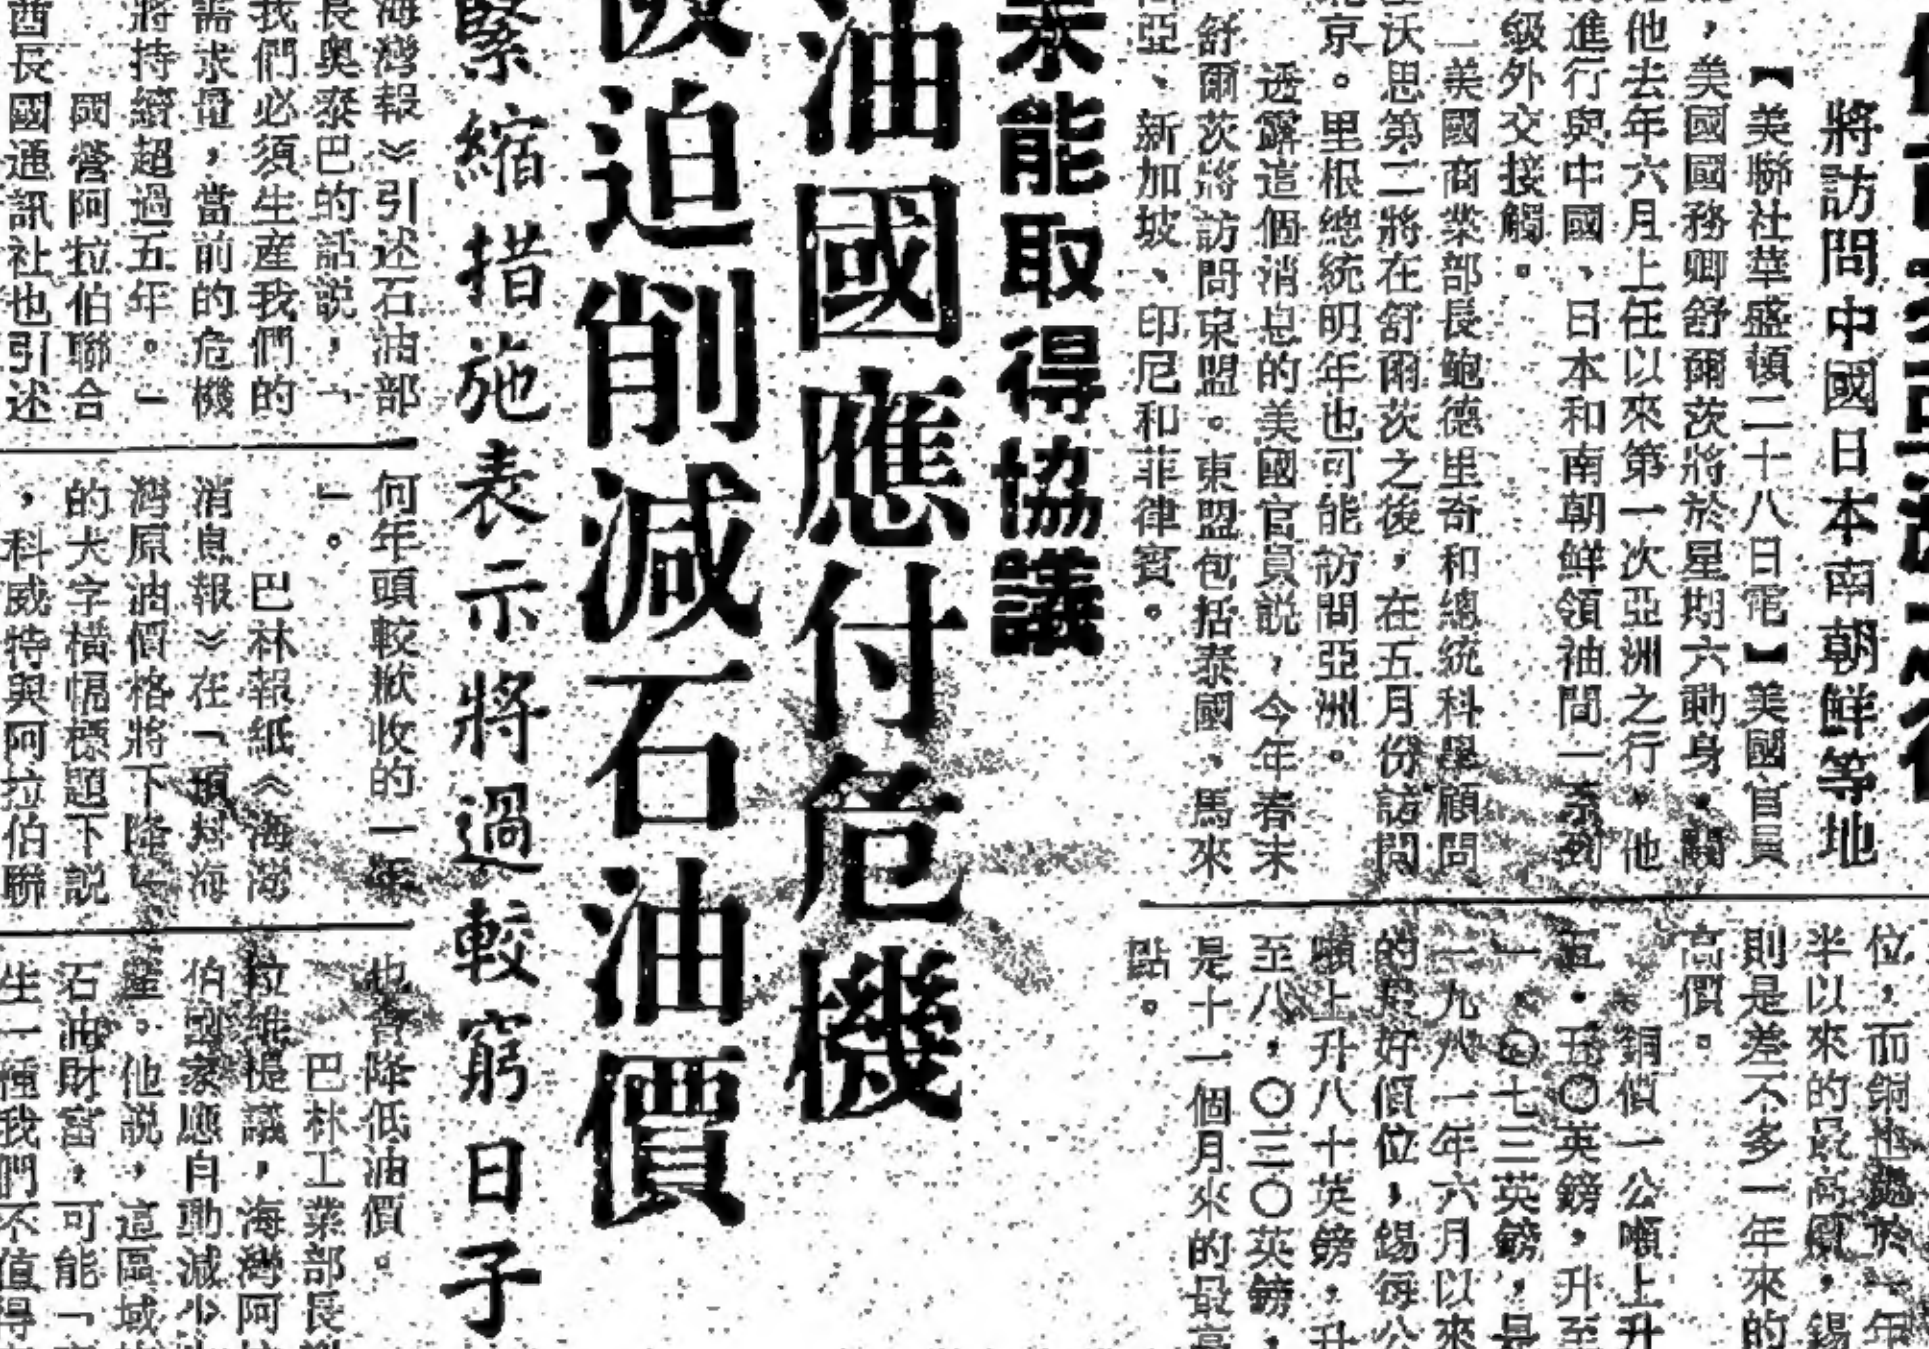 將訪問中國日本南朝鮮等地
【美聯社華盛頓二十八日電】美國官員
,美國國務卿舒爾茨將於星期六動身,
他去年六月上任以來第一次亞洲之行,他
進行與中國、日本和南朝鮮領袖間一系列
級外交接觸。
美國商業部長鮑德里奇和總統科學顧問
沃思第二將在舒爾茨之後,在五月份訪問
京。里根總統明年也可能訪問亞洲。
透露這個消息的美國官員說,今年春末
舒爾茨將訪問東盟。東盟包括泰國、馬來
亞、新加坡、印尼和菲律賓。
位,而銅也處於一年
半以來的最高價,錫
則是差不多一年來的
高價。
銅價一公噸上升
五・五〇英鎊,升至
一,〇七三英鎊,是
一九八一年六月以來
的最好價位,錫每公
噸上升八十英鎊,升
至八,〇三〇英鎊,
是十一個月來的最高
點。
未能取得協議
油國應付危機
迫削減石油價
緊縮措施表示將過較窮日子
海灣報》引述石油部
長奧泰巴的話說,「
我們必須生產我們的
需求量,當前的危機
將持續超過五年。」
國營阿拉伯聯合
酋長國通訊社也引述
何年頭較歉收的一年
」。
巴林報紙《海灣
消息報》在「預料海
灣原油價格將下降」
的大字橫幅標題下說
,科威特與阿拉伯聯
也會降低油價。
巴林工業部長謝
拉維提議,海灣阿
伯國家應自動減少
產。他說,這區域
石油財富,可能「
生一種我們不值得